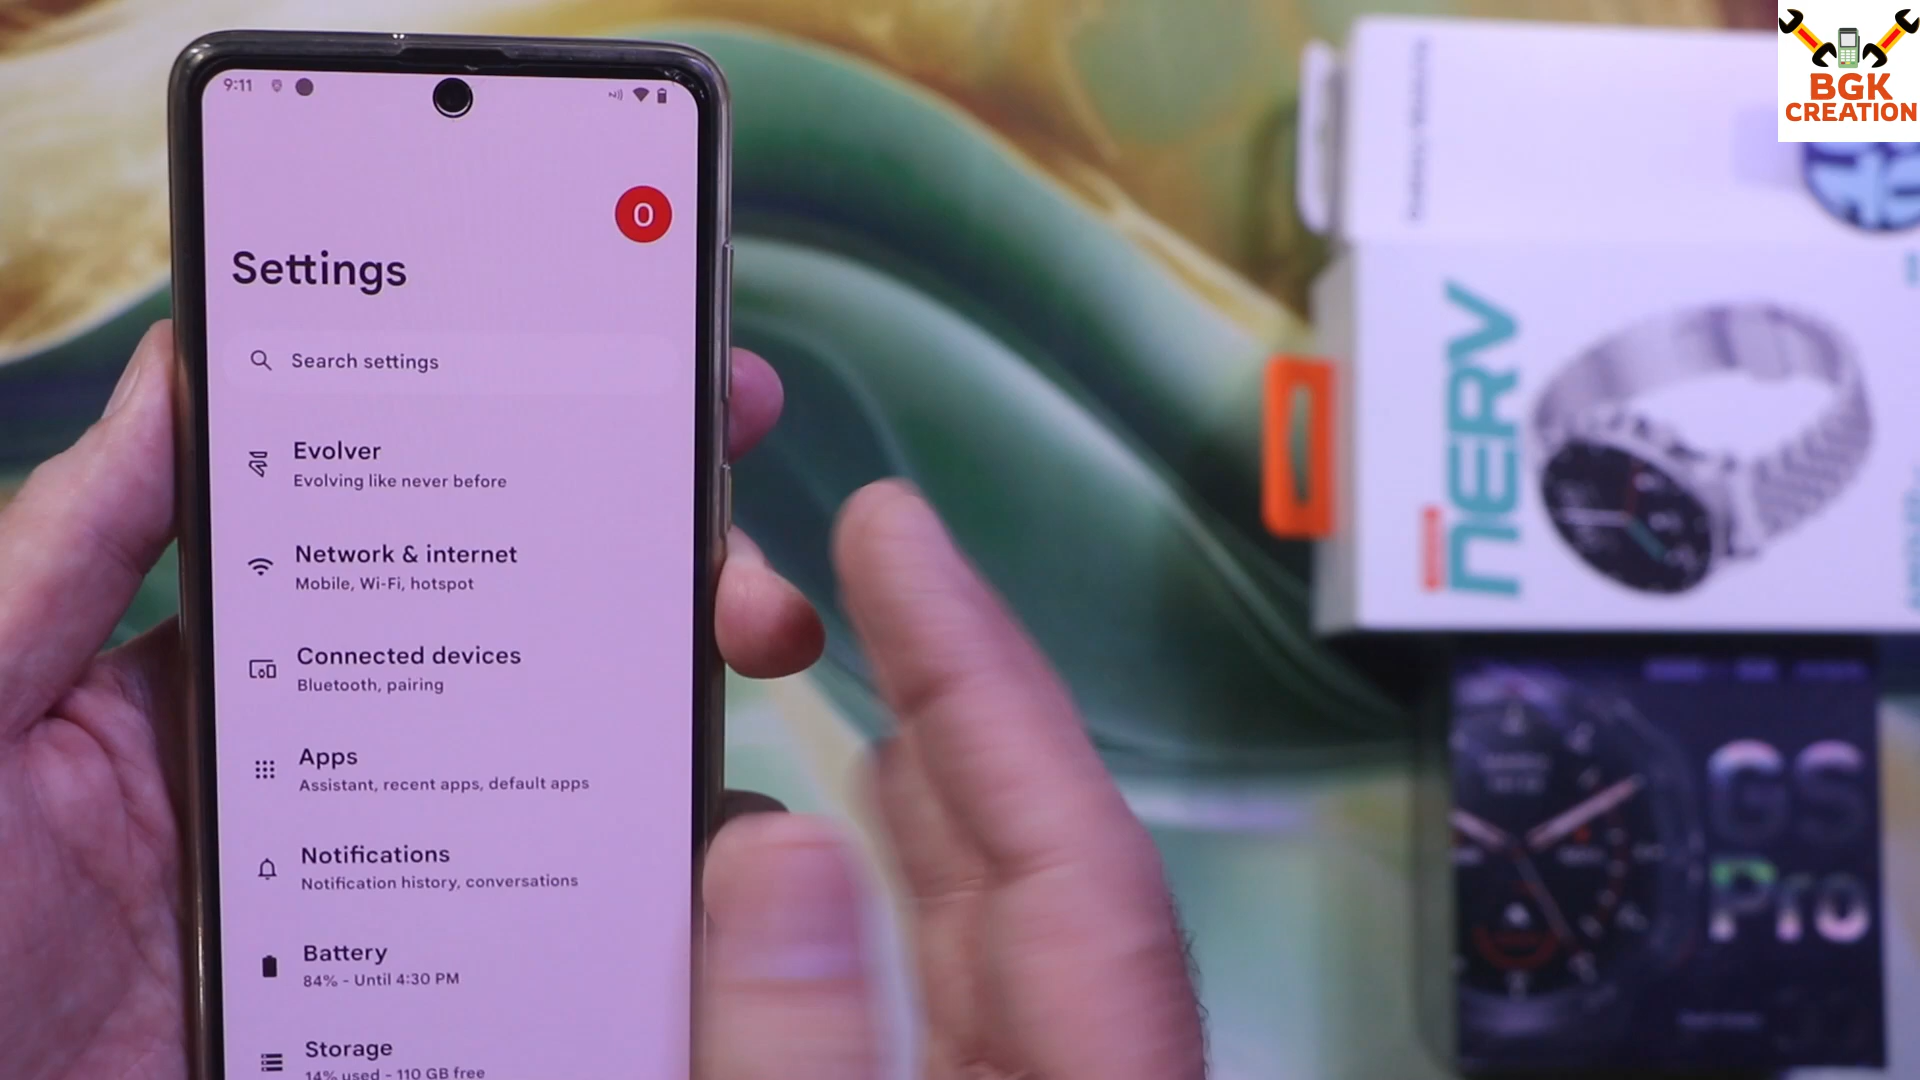 9:11
BGK
CREATION
O
Settings
Search settings
Evolver
Evolving like never before
Network & internet
Mobile, Wi-Fi, hotspot
Connected devices
Bluetooth, pairing
Apps
Assistant, recent apps, default apps
Notifications
Notification history, conversations
Battery
84% - Until 4:30 PM
Storage
14% used - 110 GB free
NERV
GS
Pro